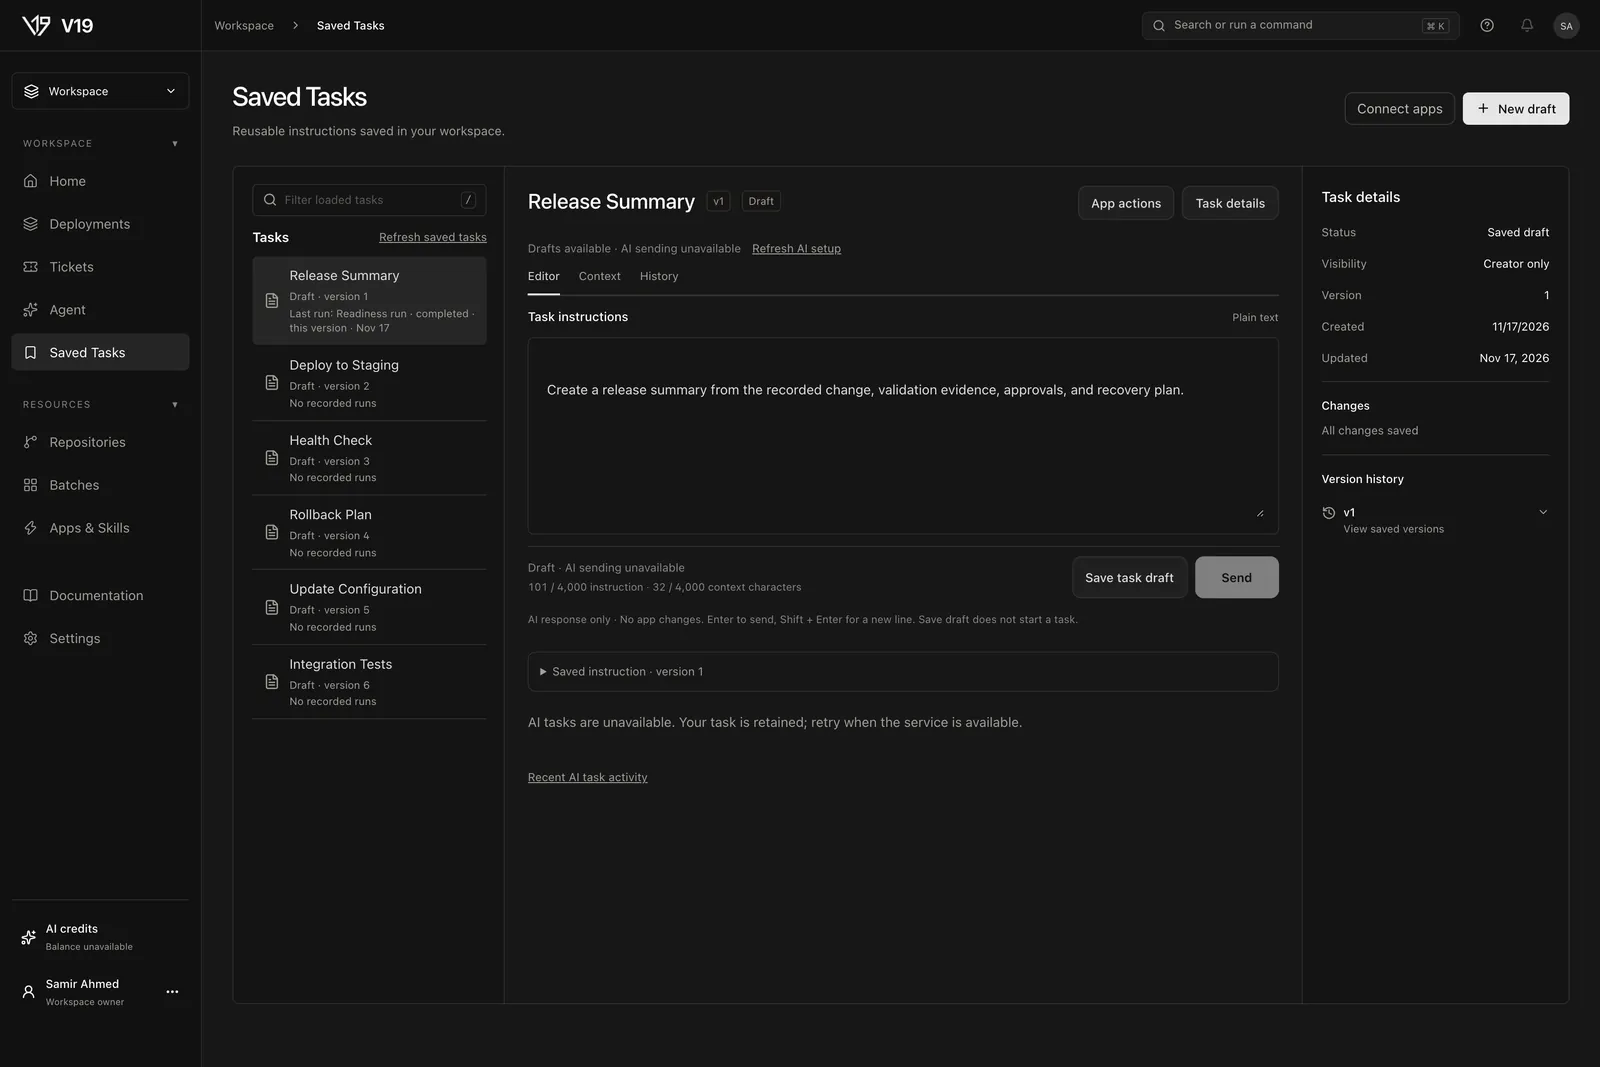 V19
Workspace > Saved Tasks
Search or run a command
⌘ K
SA
Workspace
WORKSPACE
Home
Deployments
Tickets
Agent
Saved Tasks
RESOURCES
Repositories
Batches
Apps & Skills
Documentation
Settings
AI credits
Balance unavailable
Samir Ahmed
Workspace owner
Saved Tasks
Reusable instructions saved in your workspace.
Connect apps
+ New draft
Filter loaded tasks
/
Tasks
Refresh saved tasks
Release Summary
Draft · version 1
Last run: Readiness run · completed ·
this version · Nov 17
Deploy to Staging
Draft · version 2
No recorded runs
Health Check
Draft · version 3
No recorded runs
Rollback Plan
Draft · version 4
No recorded runs
Update Configuration
Draft · version 5
No recorded runs
Integration Tests
Draft · version 6
No recorded runs
Release Summary
v1
Draft
App actions
Task details
Drafts available · AI sending unavailable
Refresh AI setup
Editor
Context
History
Task instructions
Plain text
Create a release summary from the recorded change, validation evidence, approvals, and recovery plan.
Draft · AI sending unavailable
101 / 4,000 instruction · 32 / 4,000 context characters
Save task draft
Send
AI response only · No app changes. Enter to send, Shift + Enter for a new line. Save draft does not start a task.
Saved instruction · version 1
AI tasks are unavailable. Your task is retained; retry when the service is available.
Recent AI task activity
Task details
Status
Saved draft
Visibility
Creator only
Version
1
Created
11/17/2026
Updated
Nov 17, 2026
Changes
All changes saved
Version history
v1
View saved versions